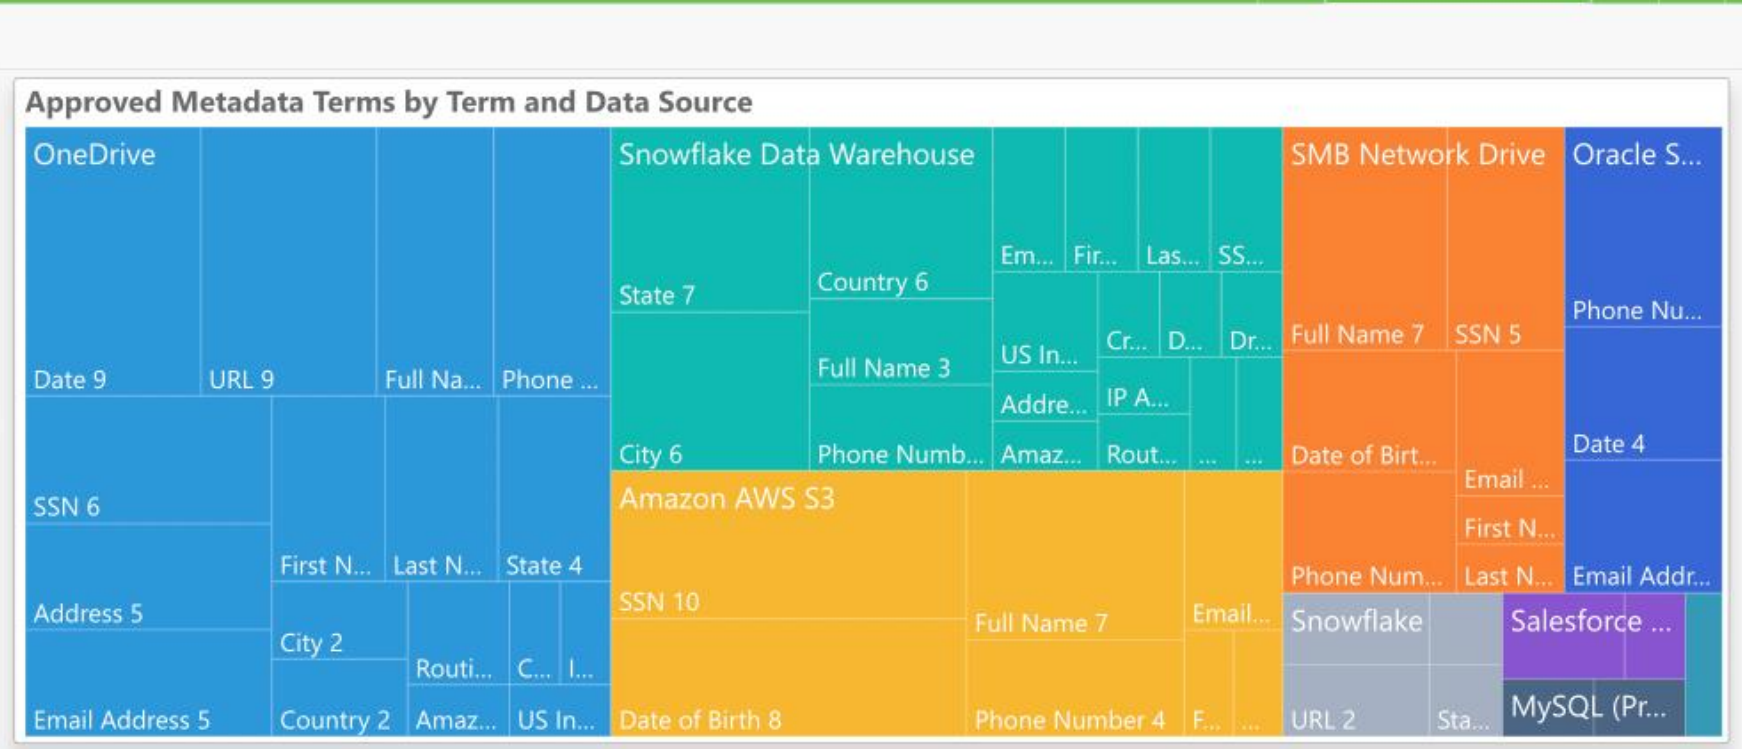 Approved Metadata Terms by Term and Data Source
OneDrive
Date 9
URL 9
Full Na...
Phone ...
SSN 6
Address 5
Email Address 5
First N...
Last N...
State 4
City 2
Country 2
Routi...
C...
I...
Amaz...
US In...
Snowflake Data Warehouse
State 7
City 6
Country 6
Full Name 3
Phone Numb...
Em...
Fir...
Las...
SS...
US In...
Addre...
Amaz...
Cr...
D...
Dr...
IP A...
Rout...
...
...
Amazon AWS S3
SSN 10
Date of Birth 8
Full Name 7
Phone Number 4
Email...
F...
...
SMB Network Drive
Full Name 7
SSN 5
Date of Birt...
Phone Num...
Email ...
First N...
Last N...
Oracle S...
Phone Nu...
Date 4
Email Addr...
Snowflake
URL 2
Sta...
Salesforce ...
MySQL (Pr...